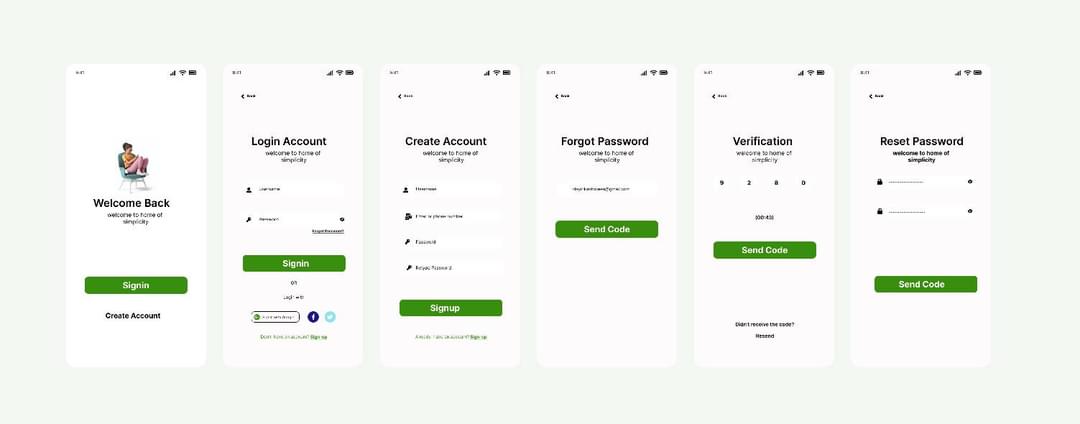 9:41
Welcome Back
welcome to home of
simplicity
Signin
Create Account
9:41
Back
Login Account
welcome to home of
simplicity
Username
Password
Forgot Password?
Signin
OR
Login with
Don't have an account? Sign up
9:41
Back
Create Account
welcome to home of
simplicity
Username
Email or phone number
Password
Retype Password
Signup
Already have an account? Sign up
9:41
Back
Forgot Password
welcome to home of
simplicity
Send Code
9:41
Back
Verification
welcome to home of
simplicity
9 2 8 0
(00:43)
Send Code
Didn't receive the code?
Resend
9:41
Back
Reset Password
welcome to home of
simplicity
Send Code